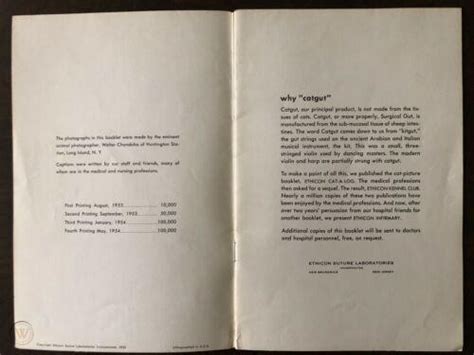 The photographs in this booklet were made by the eminent
animal photographer, Walter Chandoha of Huntington Sta-
tion, Long Island, N. Y.
Captions were written by our staff and friends, many of
whom are in the medical and nursing professions.
First Printing August, 1953 10,000
Second Printing September, 1953 50,000
Third Printing January, 1954 100,000
Fourth Printing May, 1954 100,000
Lithographed in U.S.A.
why "catgut"
Catgut, our principal product, is not made from the tis-
sues of cats. Catgut, or more properly, Surgical Gut, is
manufactured from the sub-mucosal tissue of sheep intes-
tines. The word Catgut comes down to us from "kitgut,"
the gut strings used on the ancient Arabian and Italian
musical instrument, the kit. This was a small, three-
stringed violin used by dancing masters. The modern
violin and harp are partially strung with catgut.
To make a point of all this, we published the cat-picture
booklet, ETHICON CAT-A-LOG. The medical professions
then asked for a sequel. The result, ETHICON KENNEL CLUB.
Nearly a million copies of these two publications have
been enjoyed by the medical professions. And now, after
over two years' persuasion from our hospital friends for
another booklet, we present ETHICON INFIRMARY.
Additional copies of this booklet will be sent to doctors
and hospital personnel, free, on request.
ETHICON SUTURE LABORATORIES
INCORPORATED
NEW BRUNSWICK NEW JERSEY